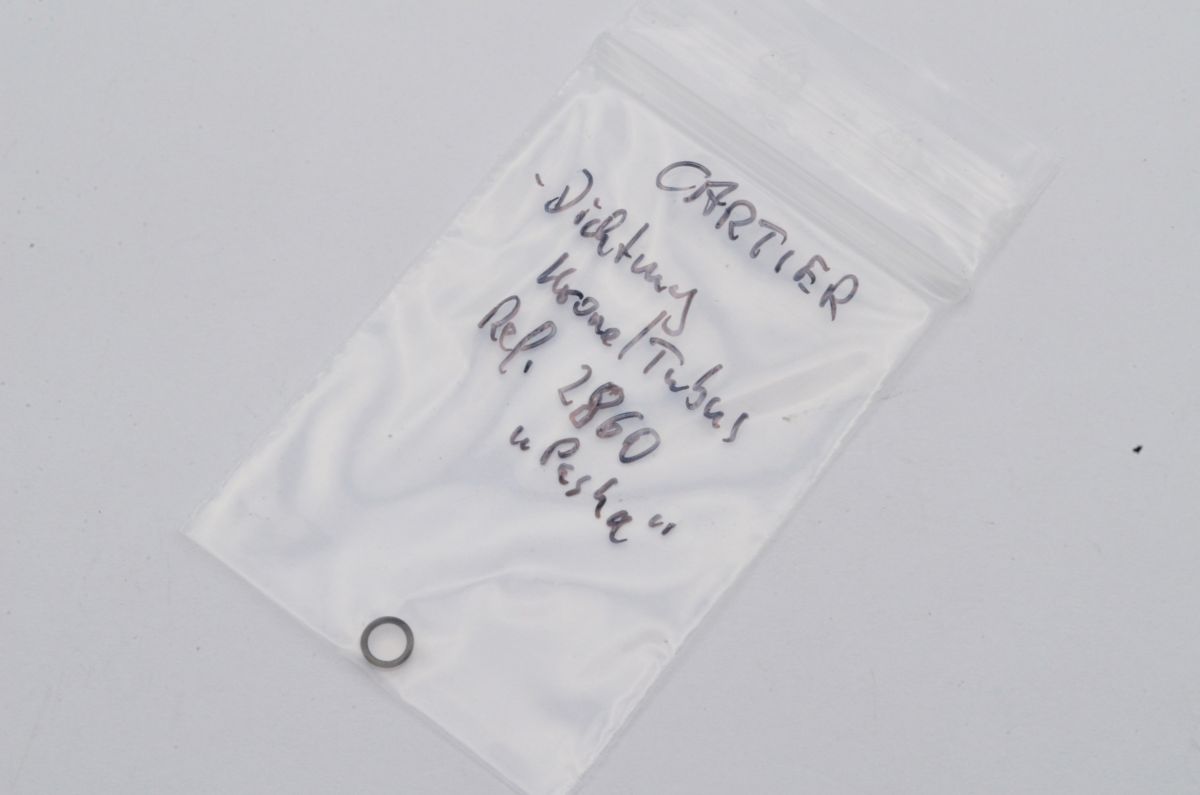 CARTIER
- Dichtung
Krone/Tubus
Ref. 2860
"Pasha"